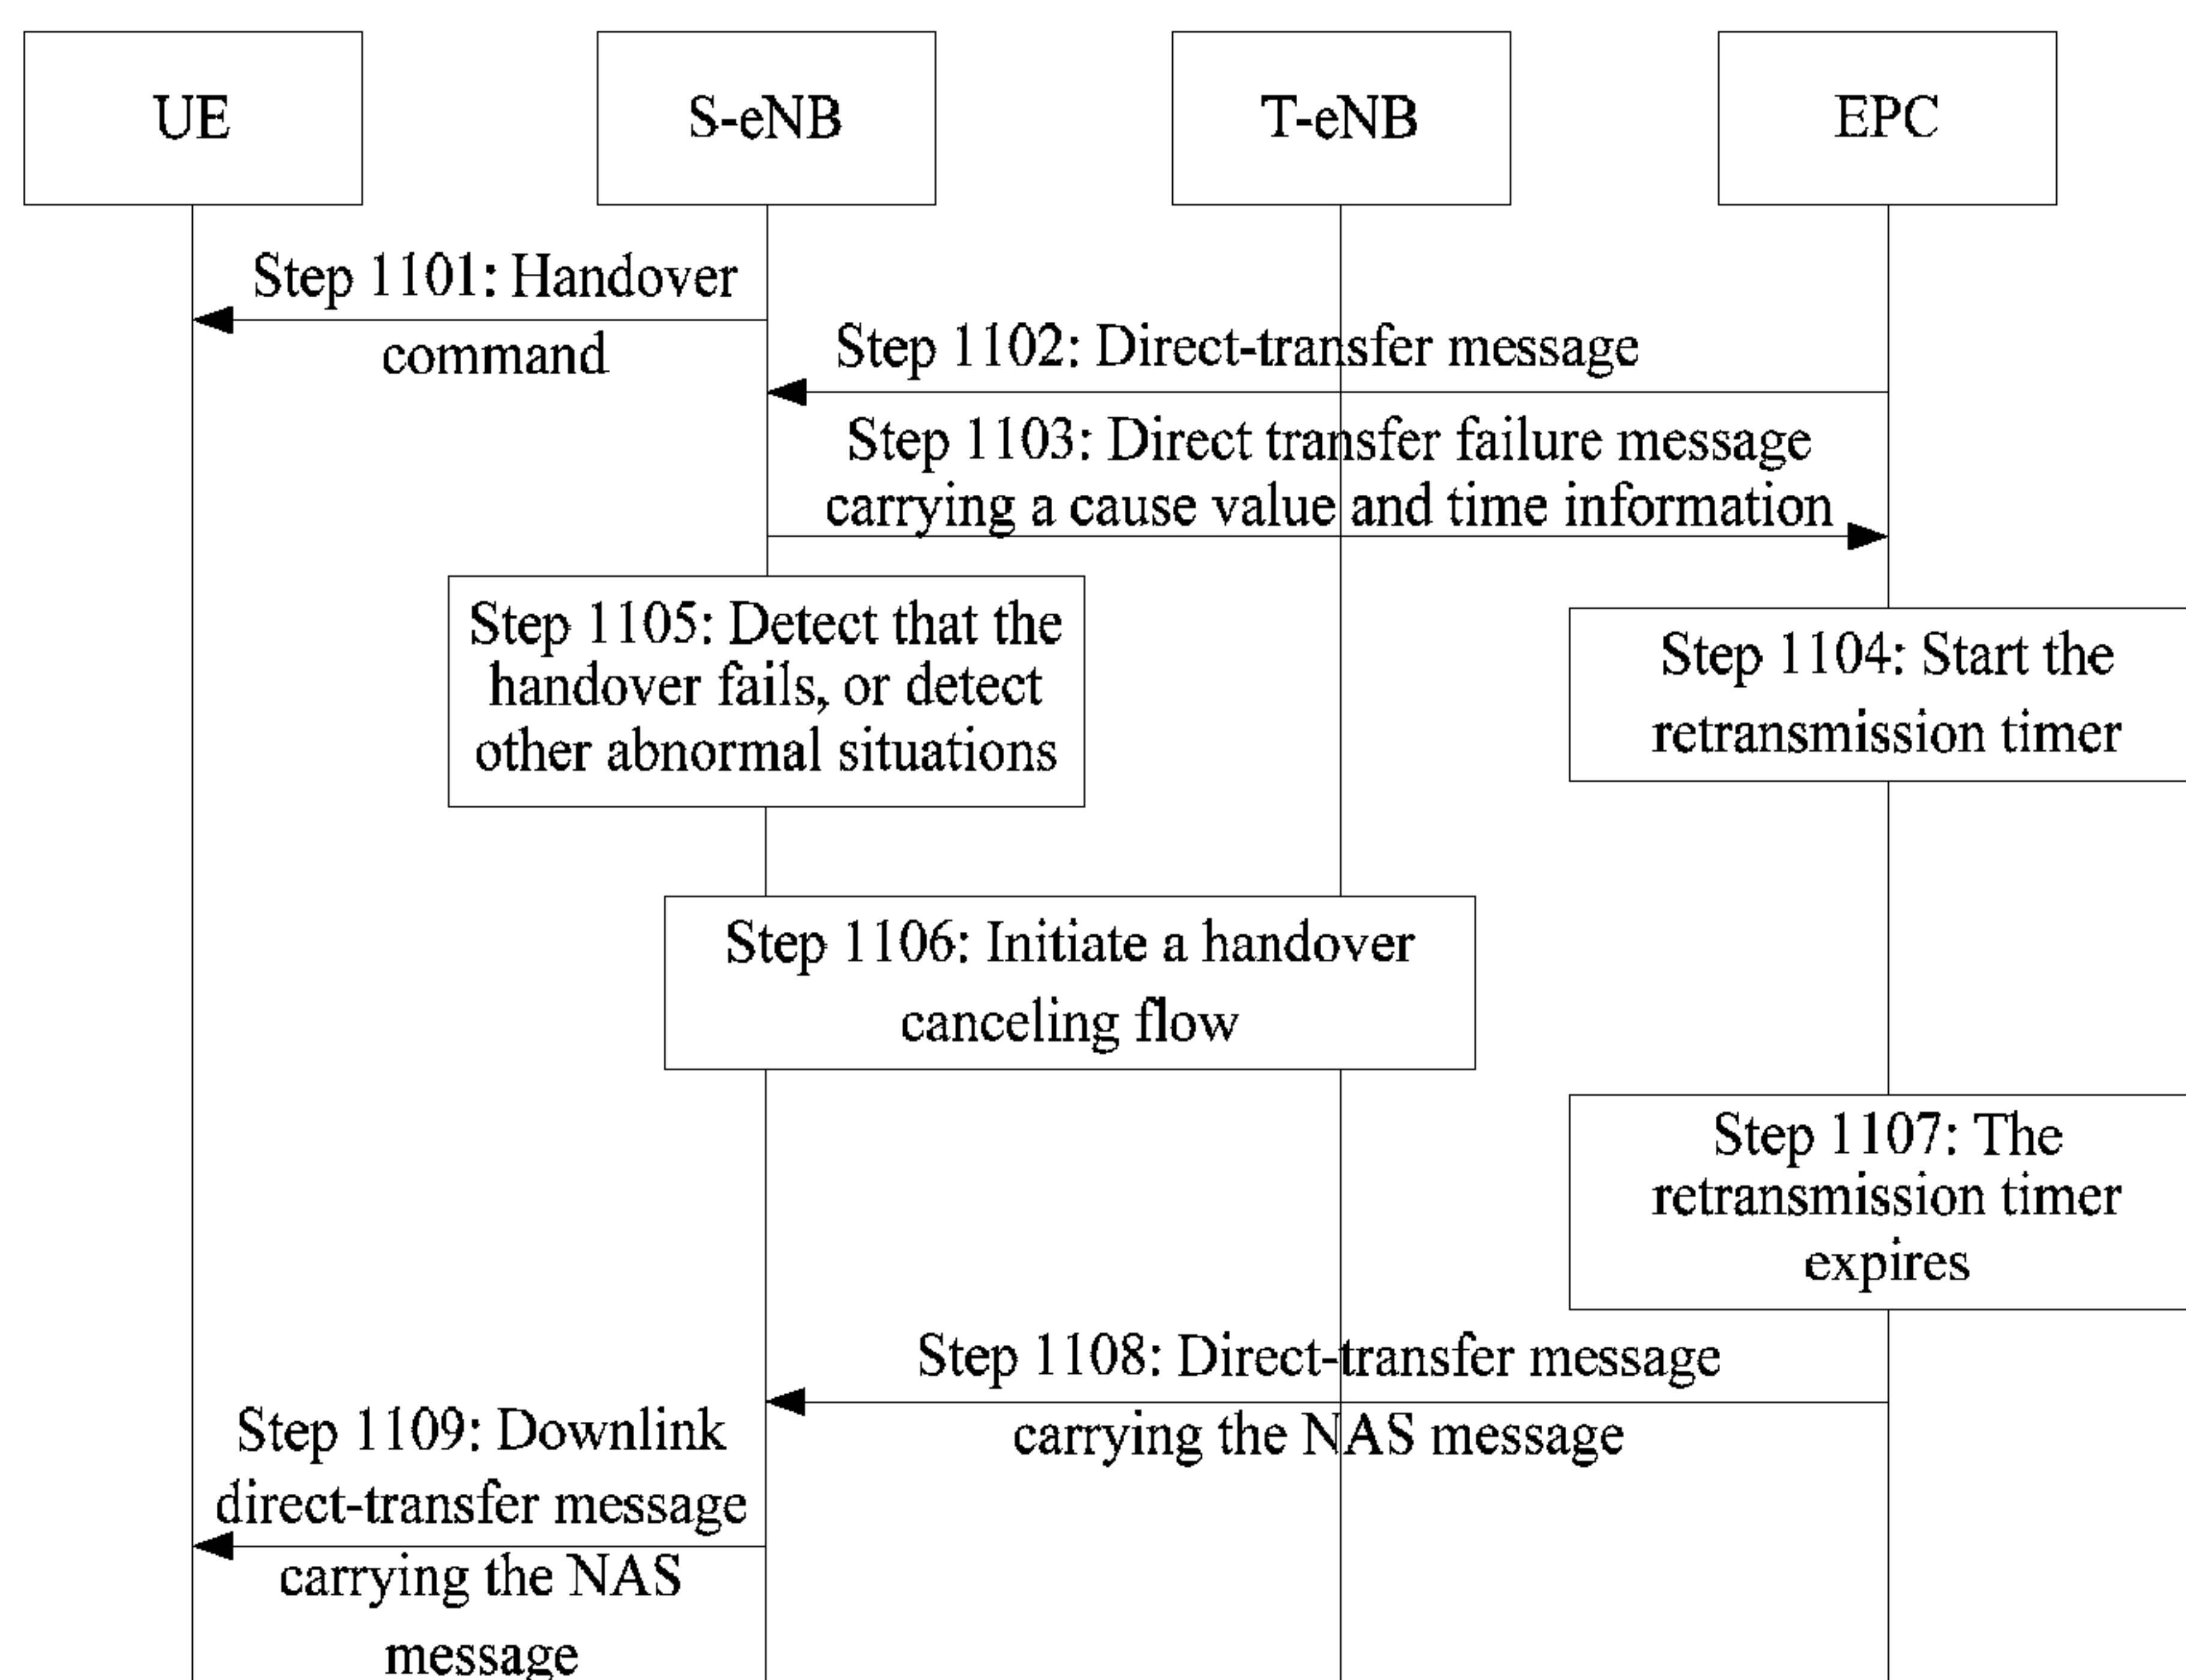 UE
S-eNB
T-eNB
EPC
Step 1101: Handover
command
Step 1102: Direct-transfer message
Step 1103: Direct transfer failure message
carrying a cause value and time information
Step 1105: Detect that the
handover fails, or detect
other abnormal situations
Step 1104: Start the
retransmission timer
Step 1106: Initiate a handover
canceling flow
Step 1107: The
retransmission timer
expires
Step 1108: Direct-transfer message
carrying the NAS message
Step 1109: Downlink
direct-transfer message
carrying the NAS
message